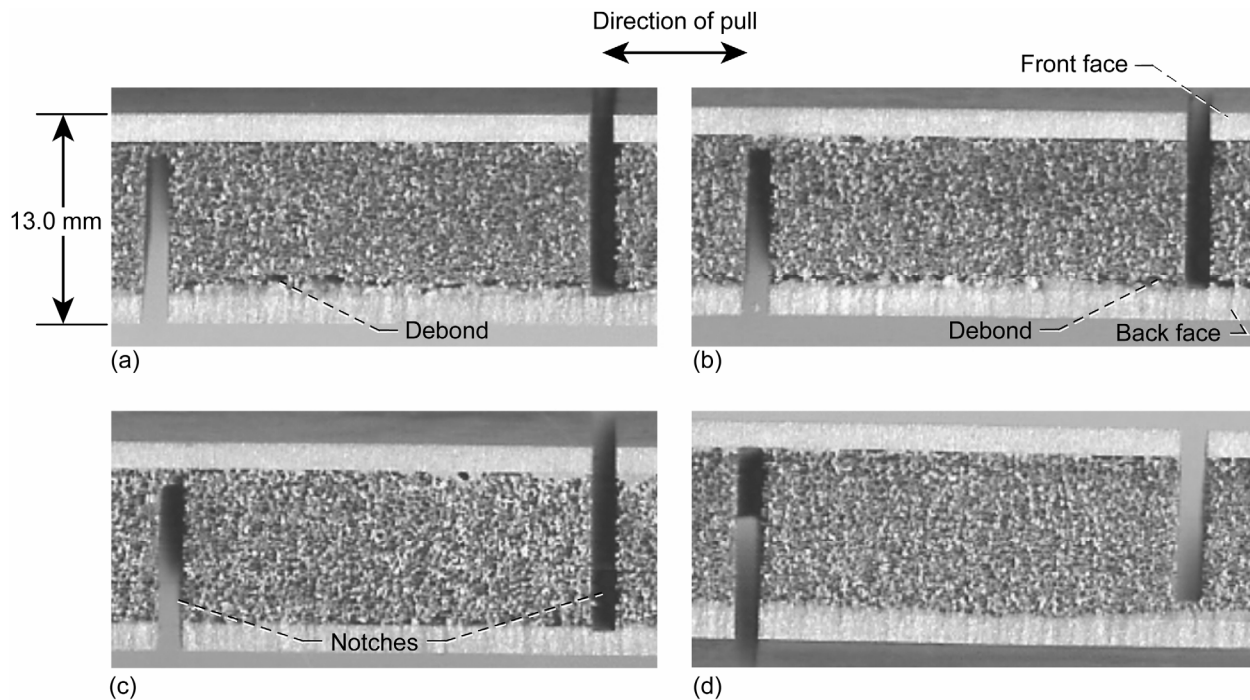 Direction of pull
Front face
13.0 mm
Debond
Debond
Back face
(a)
(b)
Notches
(c)
(d)